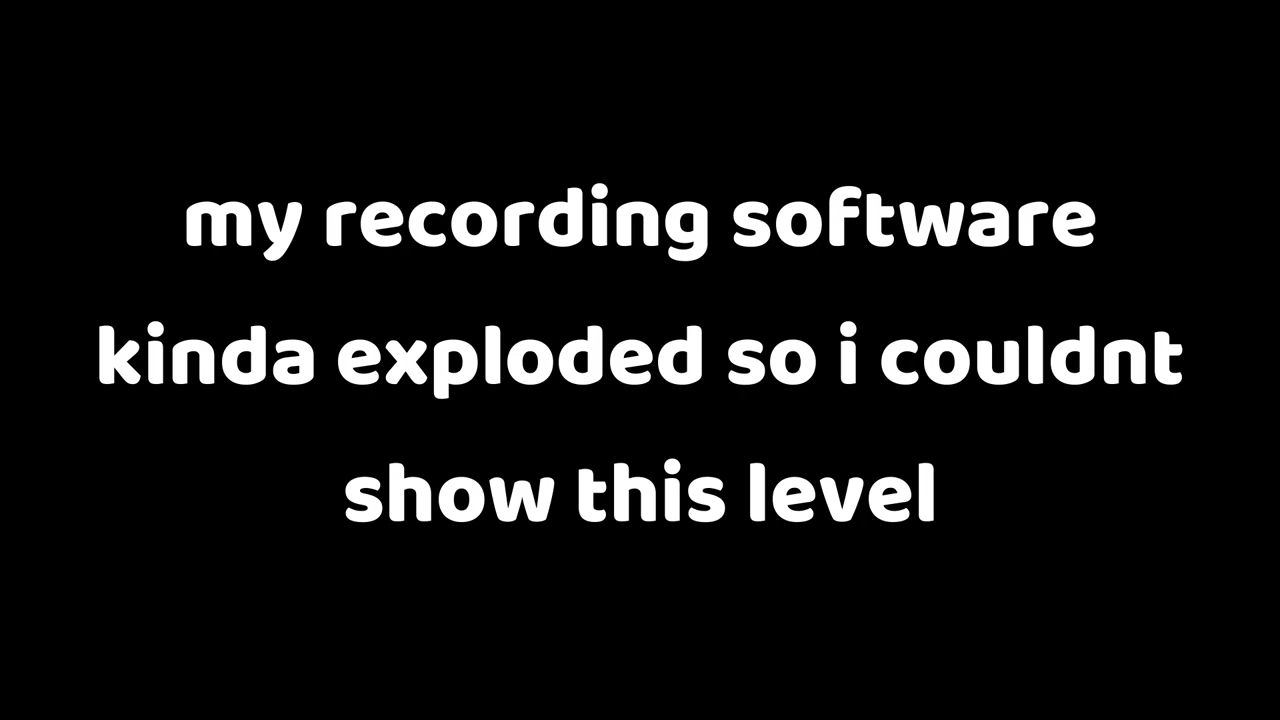 my recording software
kinda exploded so i couldnt
show this level